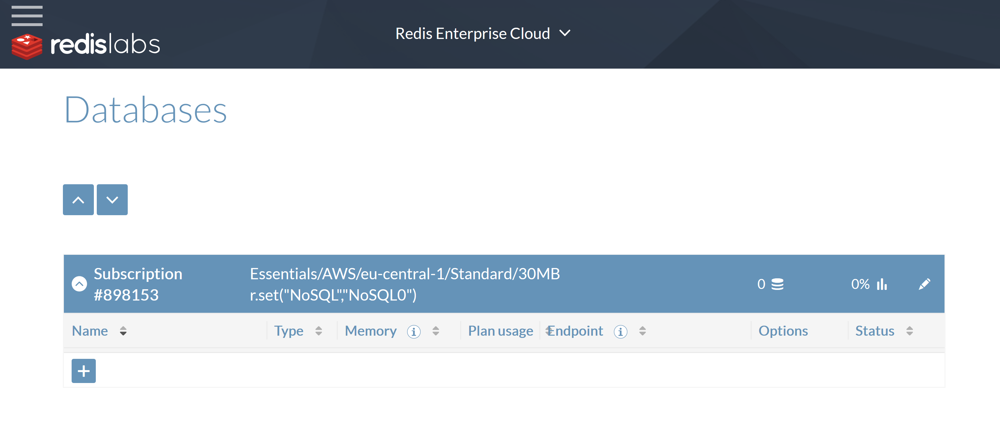 redislabs
Redis Enterprise Cloud
Databases
Subscription Essentials/AWS/eu-central-1/Standard/30MB
#898153 r.set("NoSQL","NoSQL0") 0 0%
Name Type Memory i Plan usage Endpoint i Options Status
+